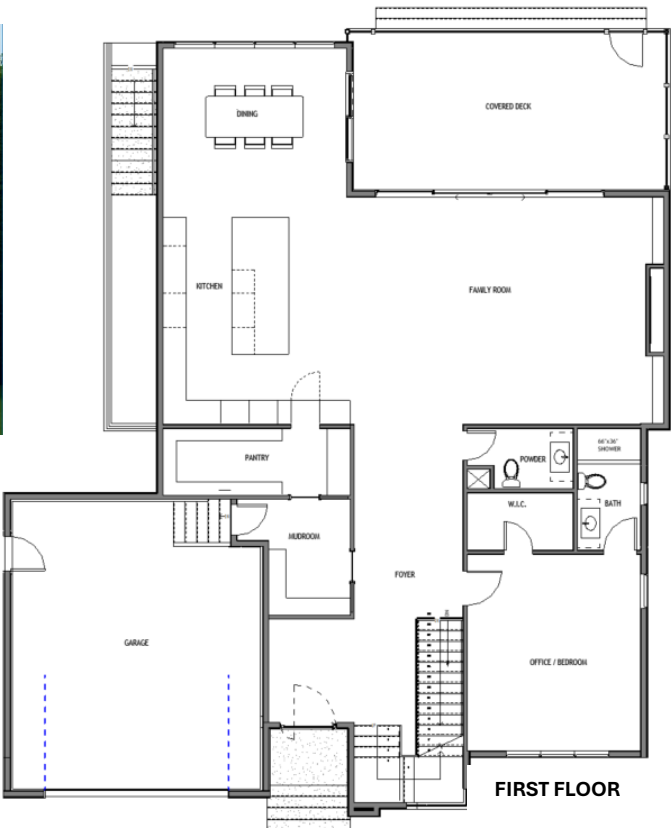 DINING
COVERED DECK
KITCHEN
FAMILY ROOM
PANTRY
POWDER
66"x36"
SHOWER
W.I.C.
BATH
MUDROOM
FOYER
GARAGE
OFFICE / BEDROOM
FIRST FLOOR